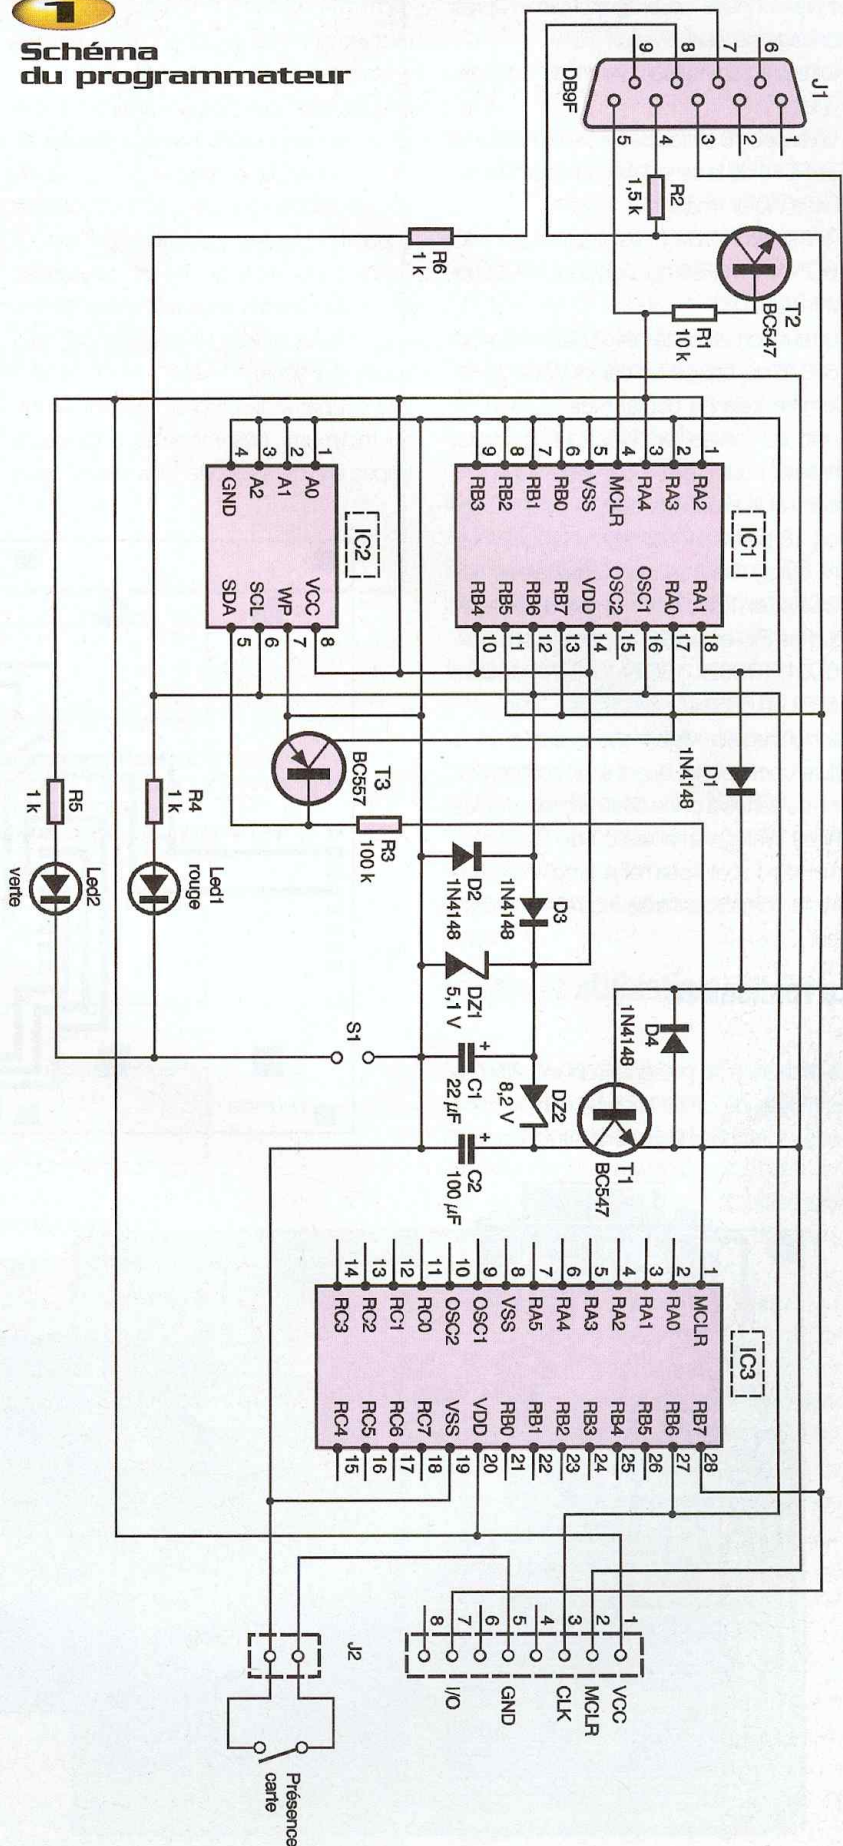 1
Schéma
du programmateur
J1
DB9F
6
7
8
9
1
2
3
4
5
R2
1,5 k
T2
BC547
R1
10 k
R6
1 k
IC1
1 RA2
2 RA3
3 RA4
4 MCLR
5 VSS
6 RB0
7 RB1
8 RB2
9 RB3
RA1 18
RA0 17
OSC1 16
OSC2 15
VDD 14
RB7 13
RB6 12
RB5 11
RB4 10
IC2
1 A0
2 A1
3 A2
4 GND
VCC 8
WP 7
SCL 6
SDA 5
D1
1N4148
T3
BC557
R3
100 k
R4
1 k
R5
1 k
Led1
rouge
Led2
verte
D2
1N4148
D3
1N4148
DZ1
5,1 V
D4
1N4148
S1
C1
22 µF
+
DZ2
8,2 V
C2
100 µF
+
T1
BC547
IC3
1 MCLR
2 RA0
3 RA1
4 RA2
5 RA3
6 RA4
7 RA5
8 VSS
9 OSC1
10 OSC2
11 RC0
12 RC1
13 RC2
14 RC3
RB7 28
RB6 27
RB5 26
RB4 25
RB3 24
RB2 23
RB1 22
RB0 21
VDD 20
VSS 19
RC7 18
RC6 17
RC5 16
RC4 15
1 VCC
2 MCLR
3 CLK
4
5 GND
6
7 I/O
8
J2
Présence
carte